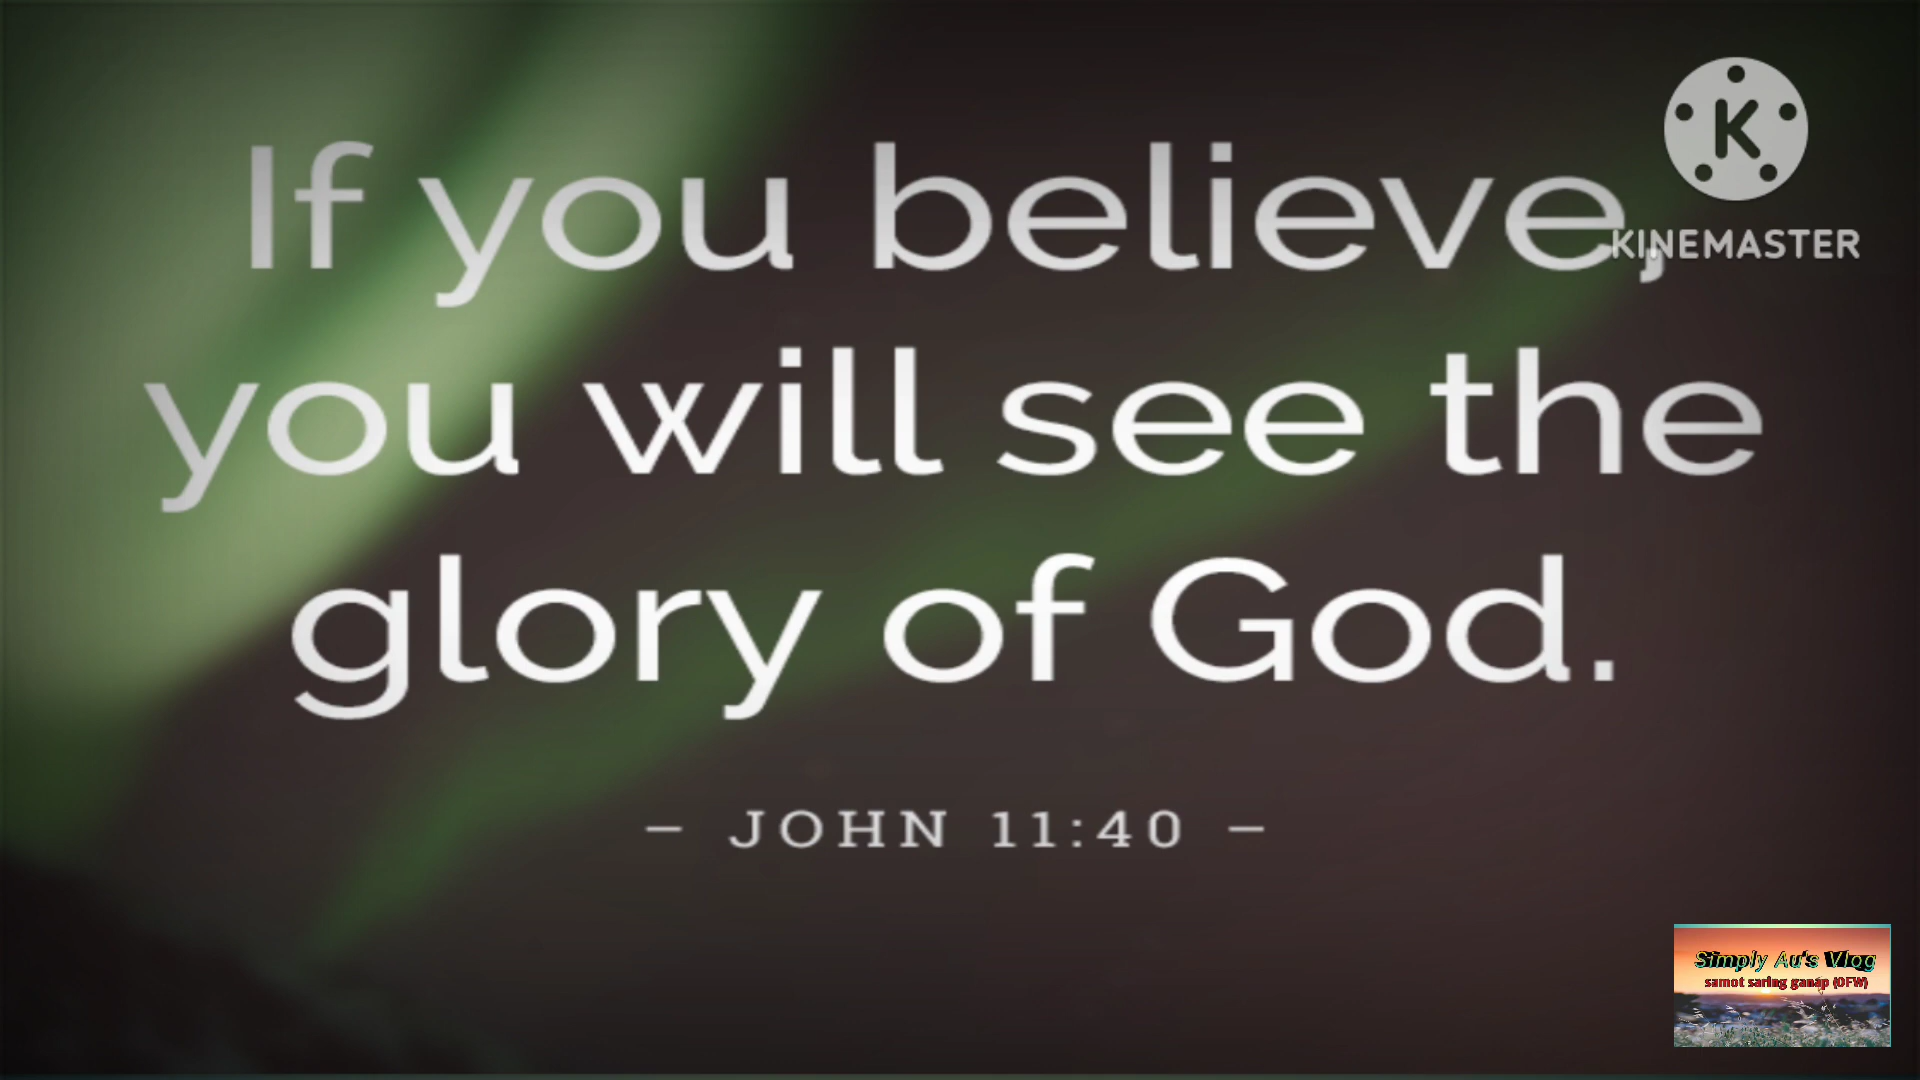 If you believe,
you will see the
glory of God.
– JOHN 11:40 –
K
KINEMASTER
Simply Au's Vlog
samot saring ganap (OFW)